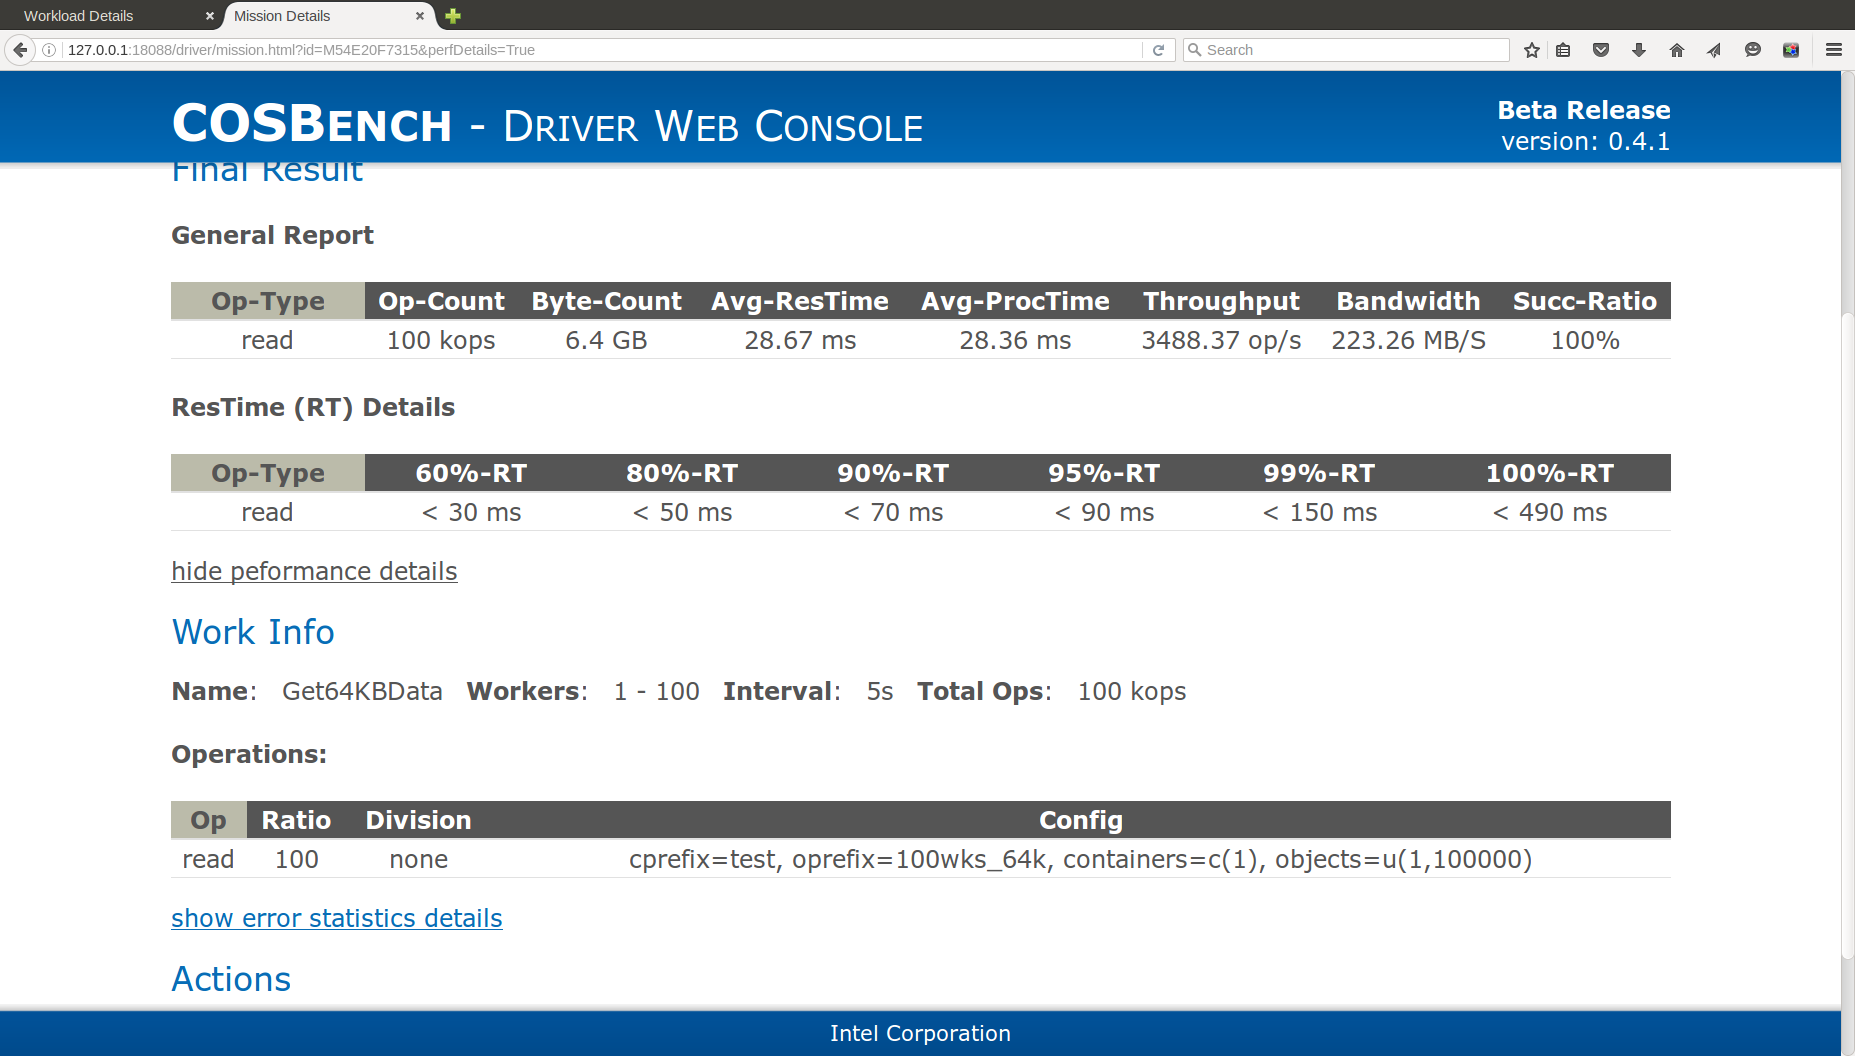 Workload Details × Mission Details ×
127.0.0.1:18088/driver/mission.html?id=M54E20F7315&perfDetails=True Search
COSBENCH - DRIVER WEB CONSOLE
Beta Release
version: 0.4.1
Final Result
General Report
Op-Type Op-Count Byte-Count Avg-ResTime Avg-ProcTime Throughput Bandwidth Succ-Ratio
read 100 kops 6.4 GB 28.67 ms 28.36 ms 3488.37 op/s 223.26 MB/S 100%
ResTime (RT) Details
Op-Type 60%-RT 80%-RT 90%-RT 95%-RT 99%-RT 100%-RT
read < 30 ms < 50 ms < 70 ms < 90 ms < 150 ms < 490 ms
hide peformance details
Work Info
Name: Get64KBData Workers: 1 - 100 Interval: 5s Total Ops: 100 kops
Operations:
Op Ratio Division Config
read 100 none cprefix=test, oprefix=100wks_64k, containers=c(1), objects=u(1,100000)
show error statistics details
Actions
Intel Corporation